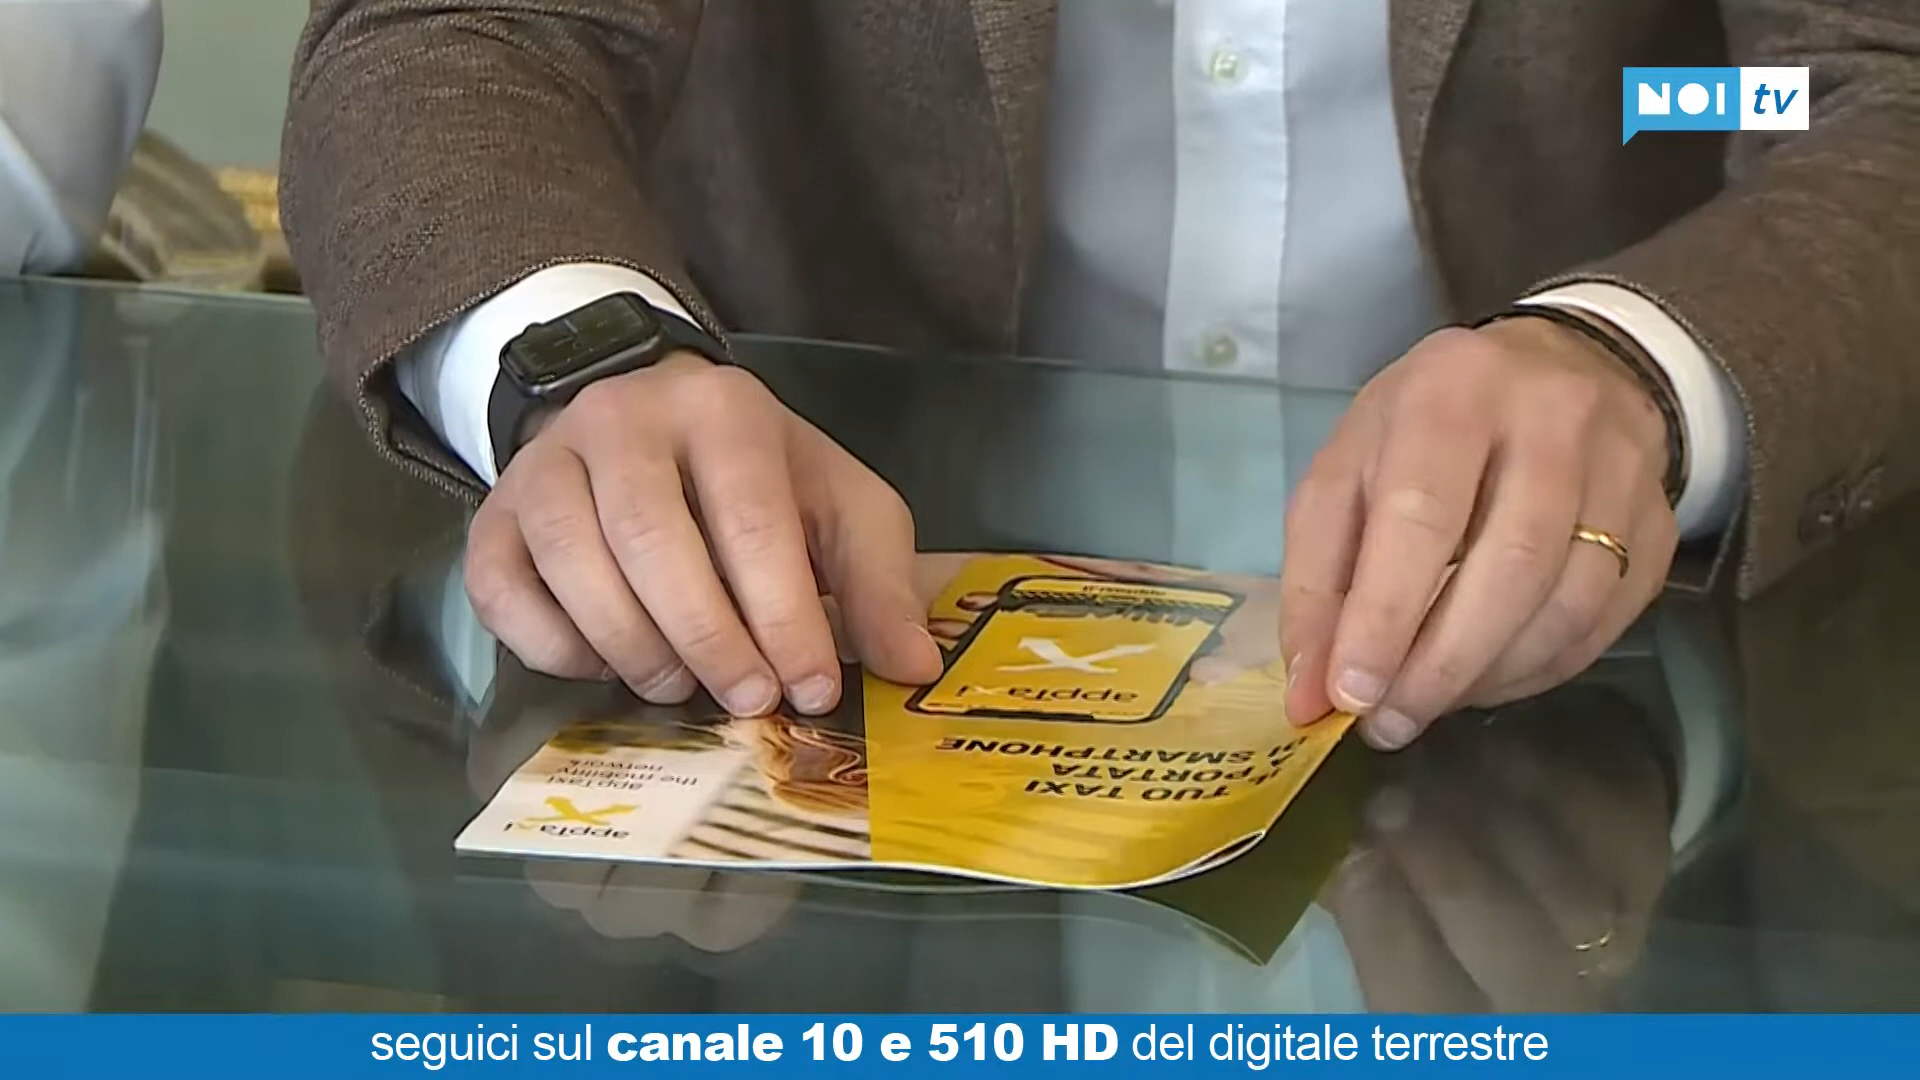 NOI tv
appTaxi
TUO TAXI
A PORTATA
DI SMARTPHONE
appTaxi
appTaxi
the mobility
network
seguici sul canale 10 e 510 HD del digitale terrestre